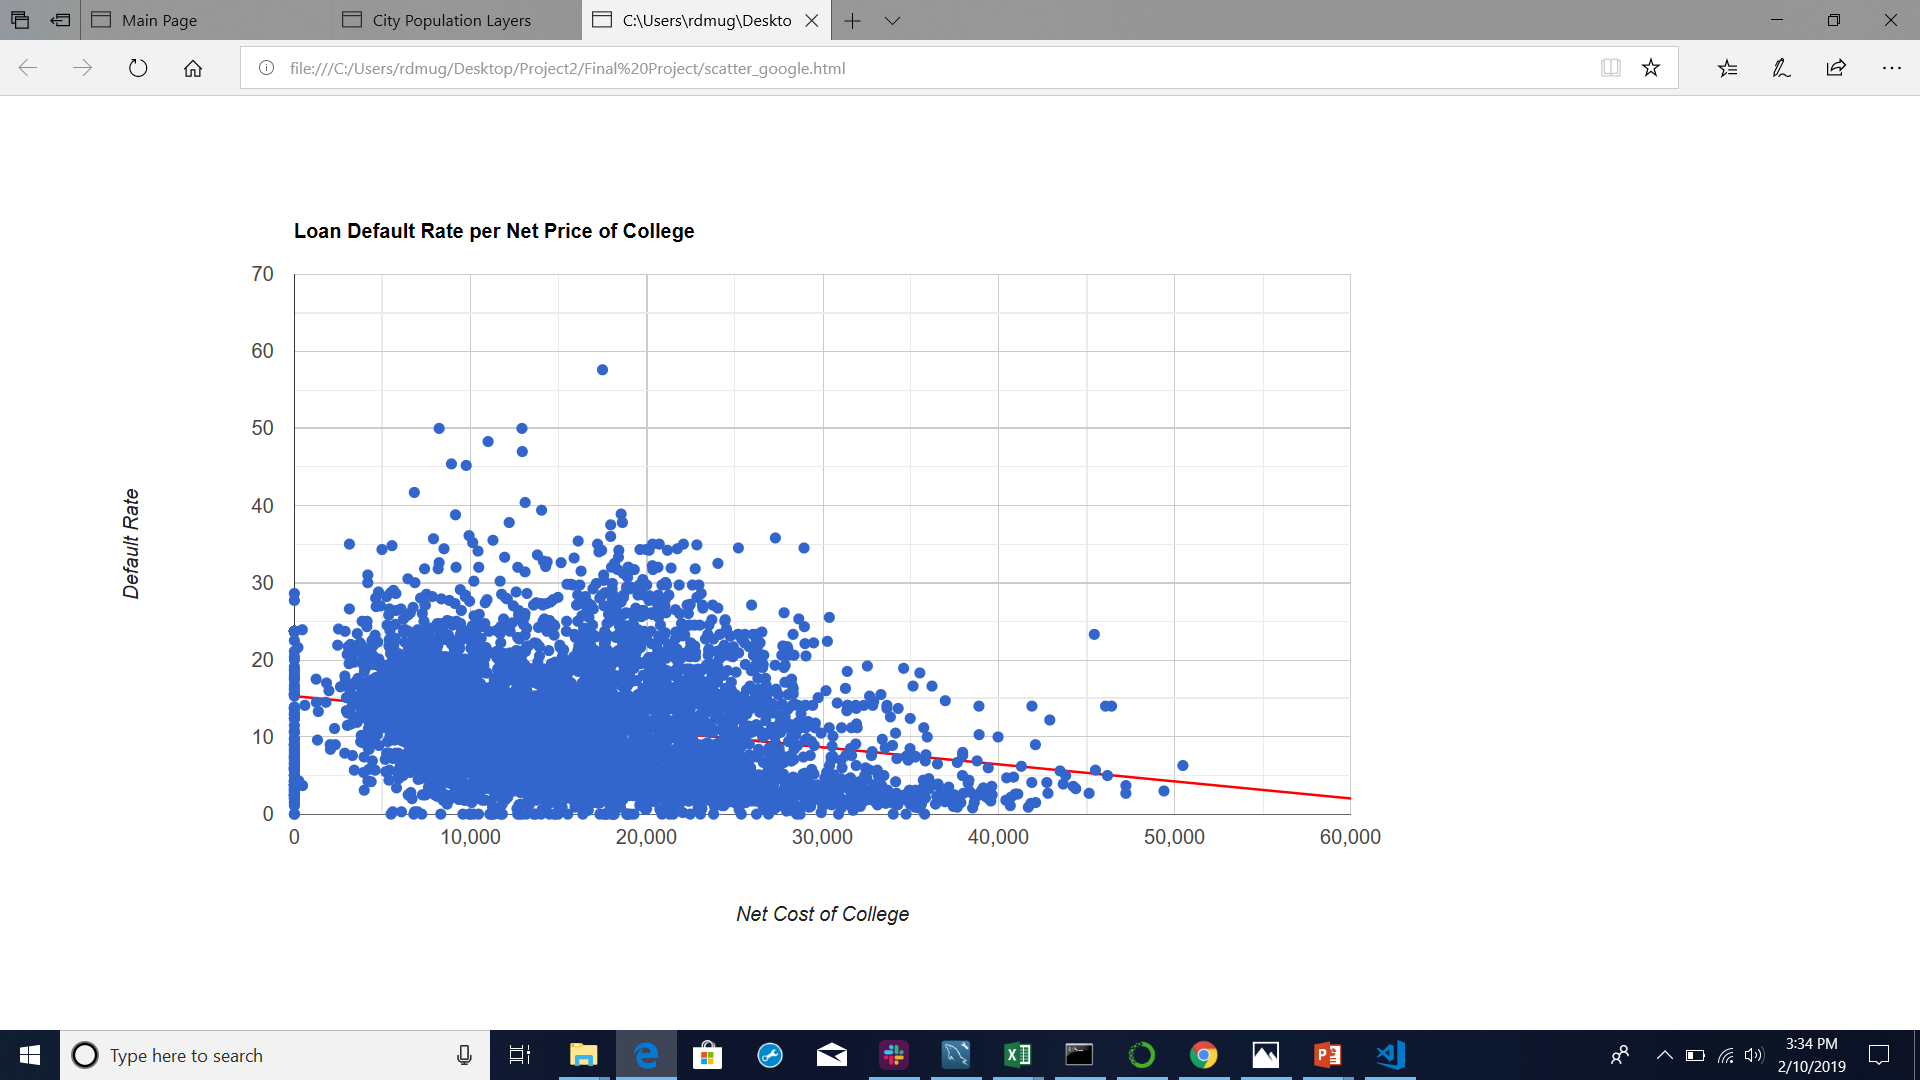 Main Page
City Population Layers
C:\Users\rdmug\Deskto
file:///C:/Users/rdmug/Desktop/Project2/Final%20Project/scatter_google.html
Loan Default Rate per Net Price of College
70
60
50
40
30
20
10
0
Default Rate
0 10,000 20,000 30,000 40,000 50,000 60,000
Net Cost of College
Type here to search
3:34 PM
2/10/2019